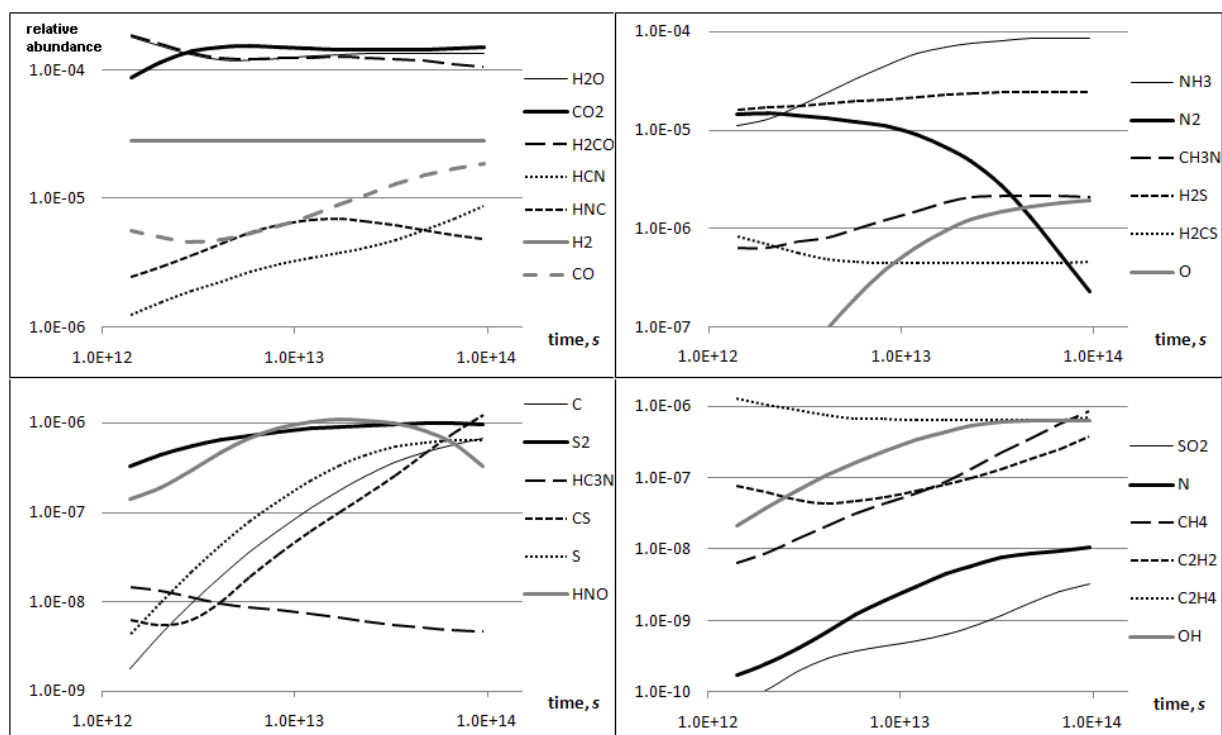 relative
abundance
1.0E-04
1.0E-05
1.0E-06
1.0E+12
1.0E+13
1.0E+14
time, s
H2O
CO2
H2CO
HCN
HNC
H2
CO
1.0E-04
1.0E-05
1.0E-06
1.0E-07
1.0E+12
1.0E+13
1.0E+14
time, s
NH3
N2
CH3N
H2S
H2CS
O
1.0E-06
1.0E-07
1.0E-08
1.0E-09
1.0E+12
1.0E+13
1.0E+14
time, s
C
S2
HC3N
CS
S
HNO
1.0E-06
1.0E-07
1.0E-08
1.0E-09
1.0E-10
1.0E+12
1.0E+13
1.0E+14
time, s
SO2
N
CH4
C2H2
C2H4
OH